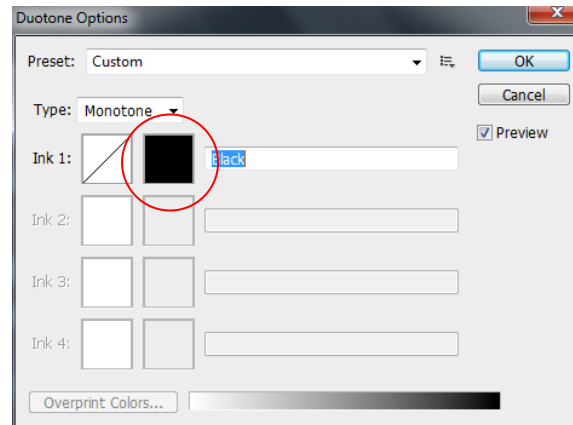 Duotone Options
Preset: Custom
OK
Cancel
Type: Monotone
Preview
Ink 1: Black
Ink 2:
Ink 3:
Ink 4:
Overprint Colors...